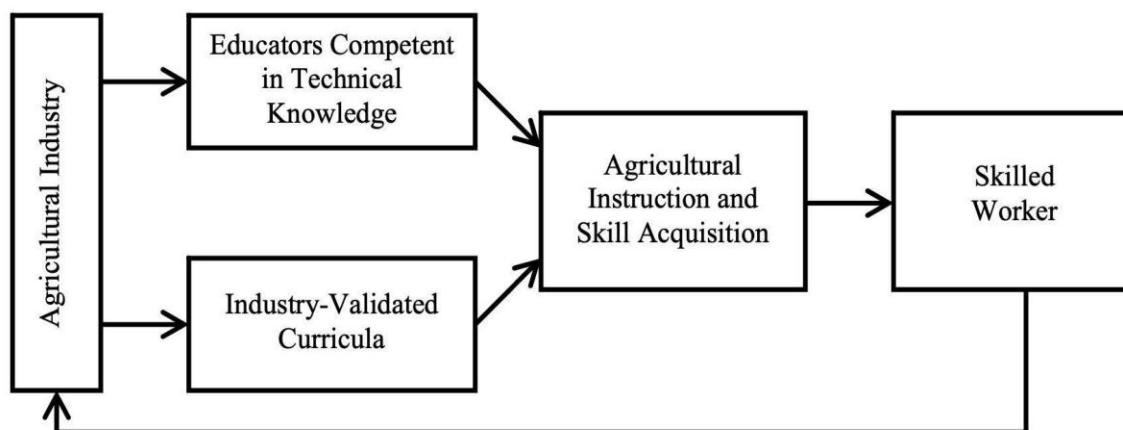 Agricultural Industry
Educators Competent
in Technical
Knowledge
Industry-Validated
Curricula
Agricultural
Instruction and
Skill Acquisition
Skilled
Worker